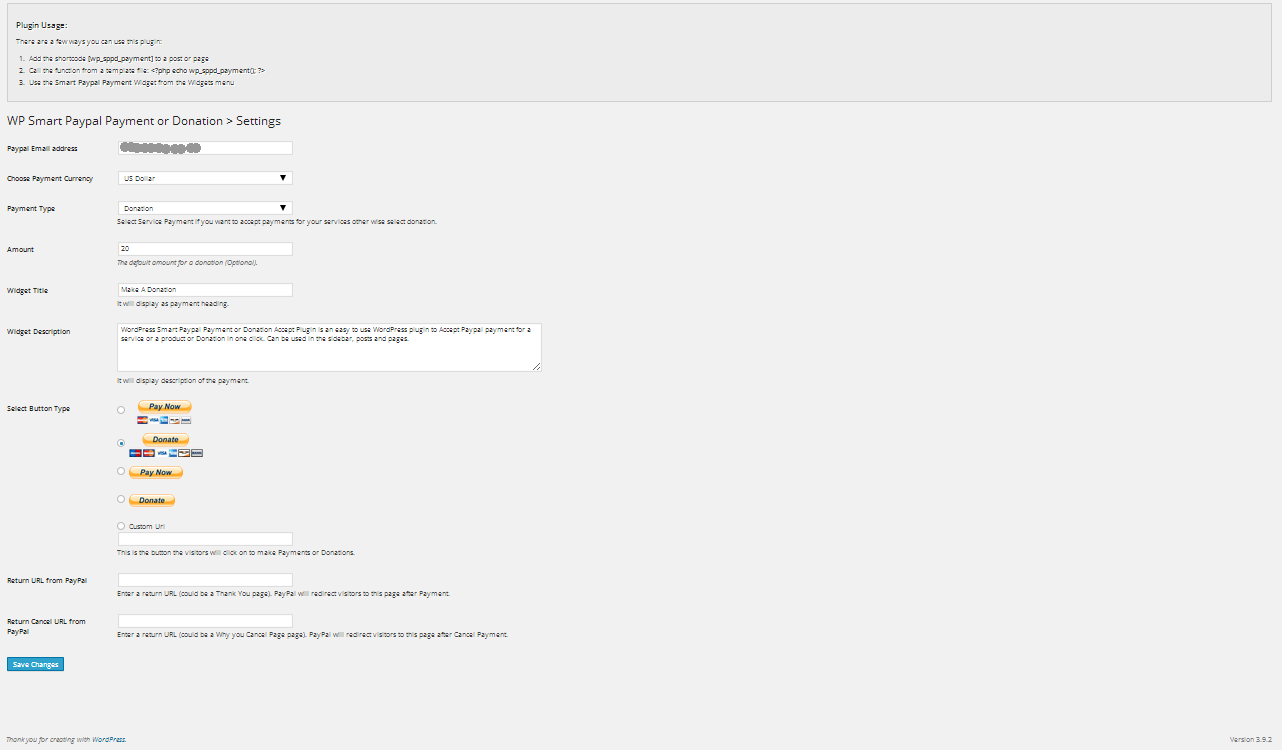 Plugin Usage:
There are a few ways you can use this plugin:
1. Add the shortcode [wp_sppd_payment] to a post or page
2. Call the function from a template file: <?php echo wp_sppd_payment(); ?>
3. Use the Smart Paypal Payment Widget from the Widgets menu
WP Smart Paypal Payment or Donation > Settings
Paypal Email address
Choose Payment Currency
US Dollar
Payment Type
Donation
Select Service Payment if you want to accept payments for your services other wise select donation.
Amount
20
The default amount for a donation (Optional).
Widget Title
Make A Donation
It will display as payment heading.
Widget Description
WordPress Smart Paypal Payment or Donation Accept Plugin is an easy to use WordPress plugin to Accept Paypal payment for a
service or a product or Donation in one click. Can be used in the sidebar, posts and pages.
It will display description of the payment.
Select Button Type
Pay Now
Donate
Pay Now
Donate
Custom Url
This is the button the visitors will click on to make Payments or Donations.
Return URL from PayPal
Enter a return URL (could be a Thank You page). PayPal will redirect visitors to this page after Payment.
Return Cancel URL from
PayPal
Enter a return URL (could be a Why you Cancel Page page). PayPal will redirect visitors to this page after Cancel Payment.
Save Changes
Thank you for creating with WordPress.
Version 3.9.2